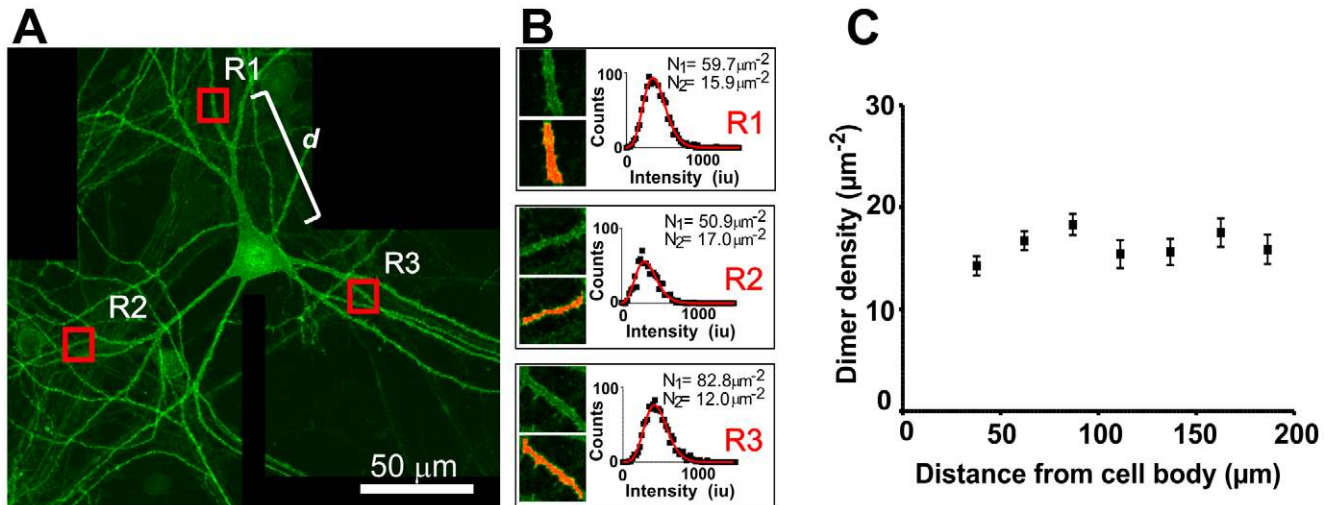 A
R1
d
R3
R2
50 μm
B
N1= 59.7μm-2
N2= 15.9μm-2
100
Counts
R1
0
0
1000
Intensity (iu)
N1= 50.9μm-2
N2= 17.0μm-2
100
Counts
R2
0
0
1000
Intensity (iu)
N1= 82.8μm-2
N2= 12.0μm-2
100
Counts
R3
0
0
1000
Intensity (iu)
C
Dimer density (μm-2)
30
20
10
0
0 50 100 150 200
Distance from cell body (μm)